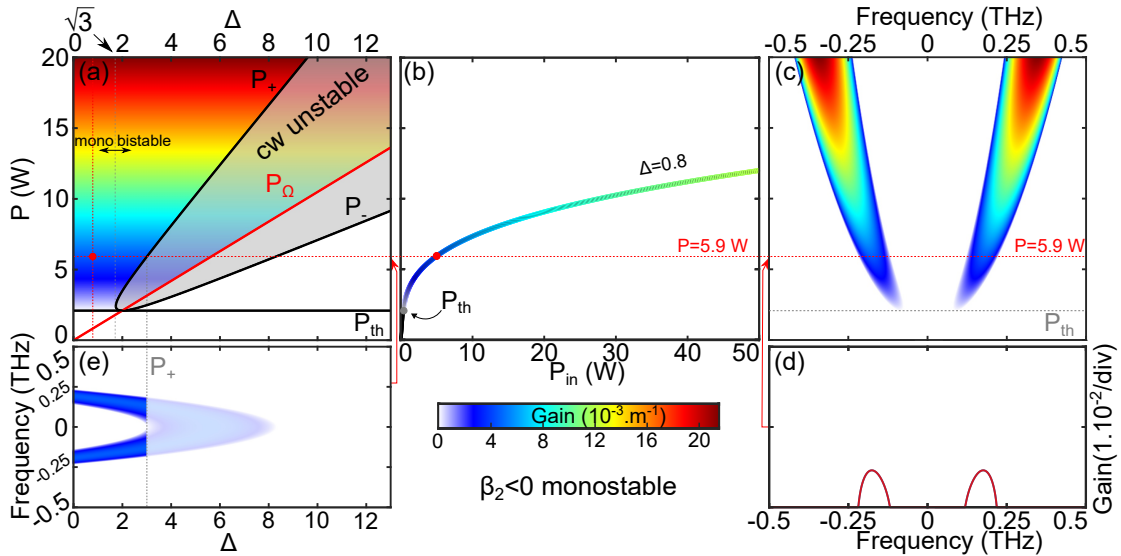 √3
Δ
0 2 4 6 8 10 12
(a)
P+
cw unstable
mono bistable
PΩ
P-
Pth
20
15
10
5
0
P (W)
(b)
Δ=0.8
Pth
0 10 20 30 40 50
Pin (W)
Frequency (THz)
-0.5 -0.25 0 0.25 0.5
(c)
P=5.9 W
P=5.9 W
Pth
(e)
P+
0.5
0.25
0
-0.25
-0.5
Frequency (THz)
0 2 4 6 8 10 12
Δ
Gain (10-3.m-1)
0 4 8 12 16 20
β2<0 monostable
(d)
Gain(1.10-2/div)
-0.5 -0.25 0 0.25 0.5
Frequency (THz)